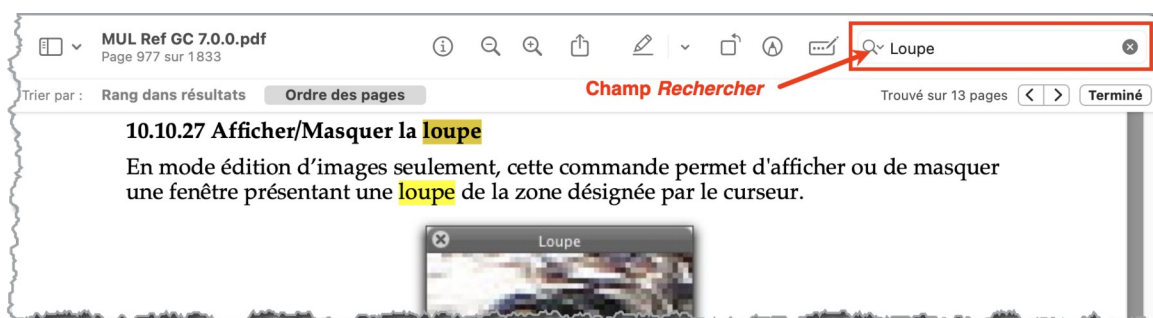 MUL Ref GC 7.0.0.pdf
Page 977 sur 1833
Loupe
Champ Rechercher
Trier par :
Rang dans résultats
Ordre des pages
Trouvé sur 13 pages
Terminé
10.10.27 Afficher/Masquer la loupe
En mode édition d’images seulement, cette commande permet d'afficher ou de masquer
une fenêtre présentant une loupe de la zone désignée par le curseur.
Loupe